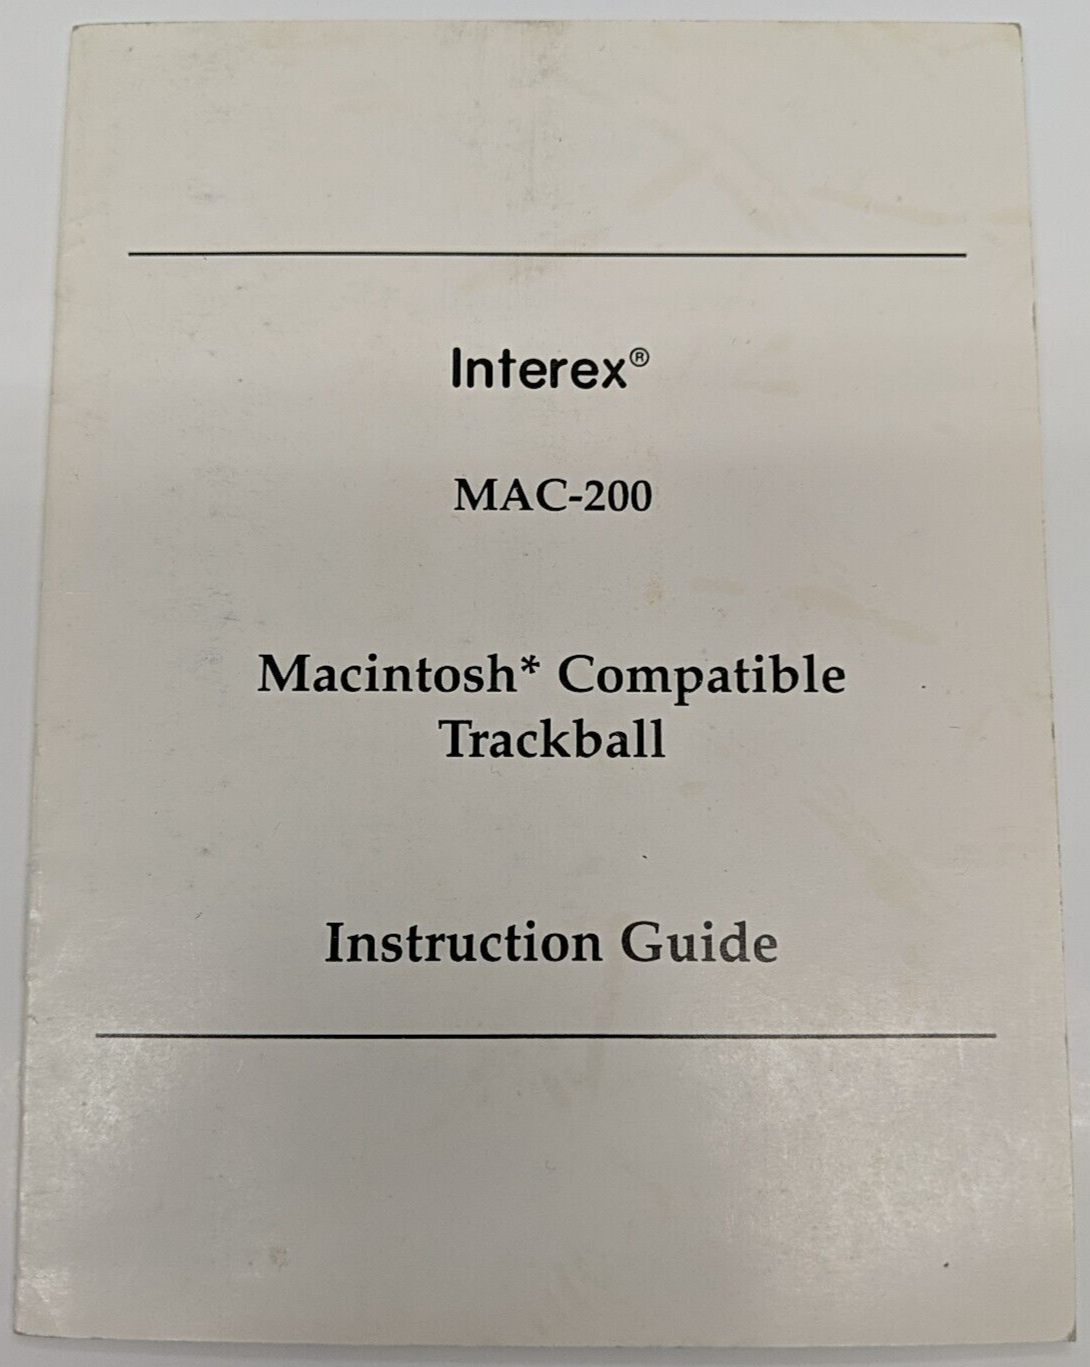 Interex®
MAC-200
Macintosh* Compatible
Trackball
Instruction Guide